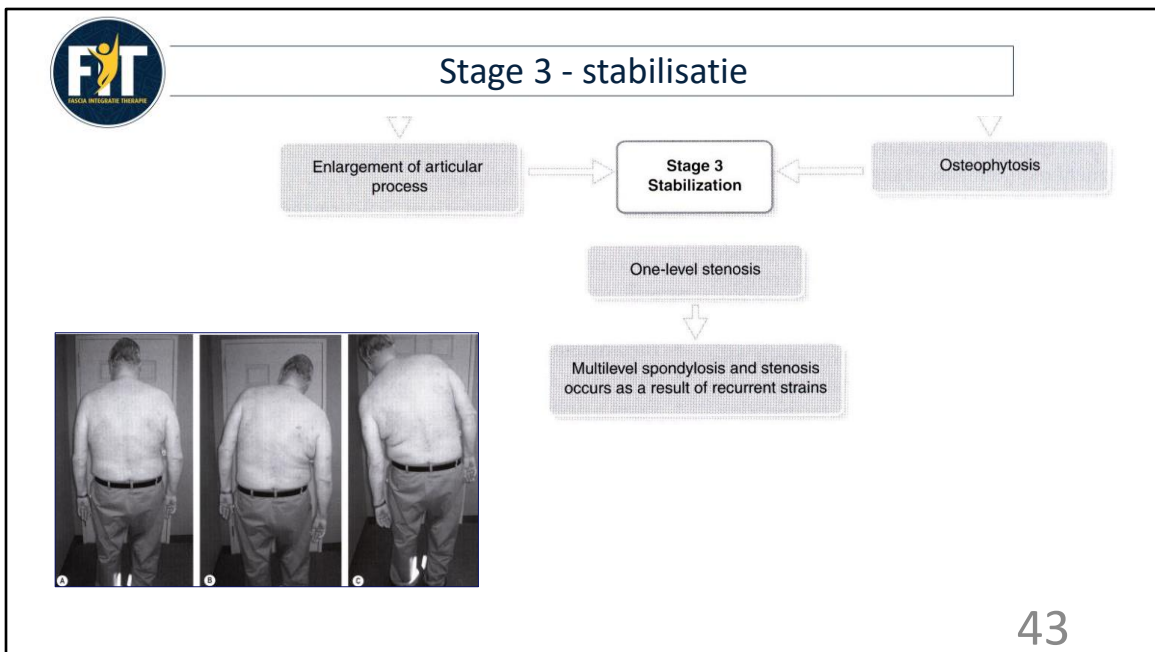 FIT
FASCIA INTEGRATIE THERAPIE
Stage 3 - stabilisatie
Enlargement of articular
process
Stage 3
Stabilization
Osteophytosis
One-level stenosis
Multilevel spondylosis and stenosis
occurs as a result of recurrent strains
A
B
C
43